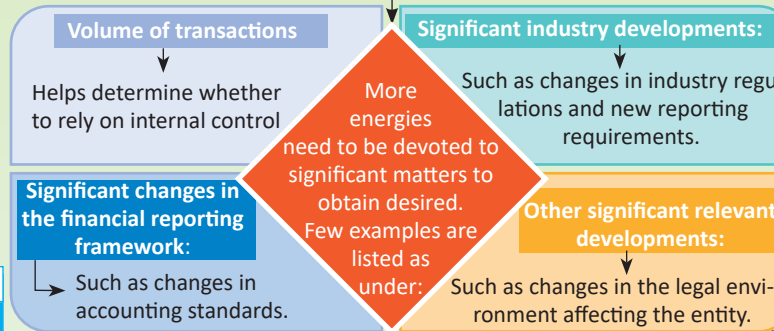 Volume of transactions
Helps determine whether
to rely on internal control
Significant industry developments:
Such as changes in industry regu
lations and new reporting
requirements.
More
energies
need to be devoted to
significant matters to
obtain desired.
Few examples are
listed as
under:
Significant changes in
the financial reporting
framework:
Such as changes in
accounting standards.
Other significant relevant
developments:
Such as changes in the legal envi-
ronment affecting the entity.